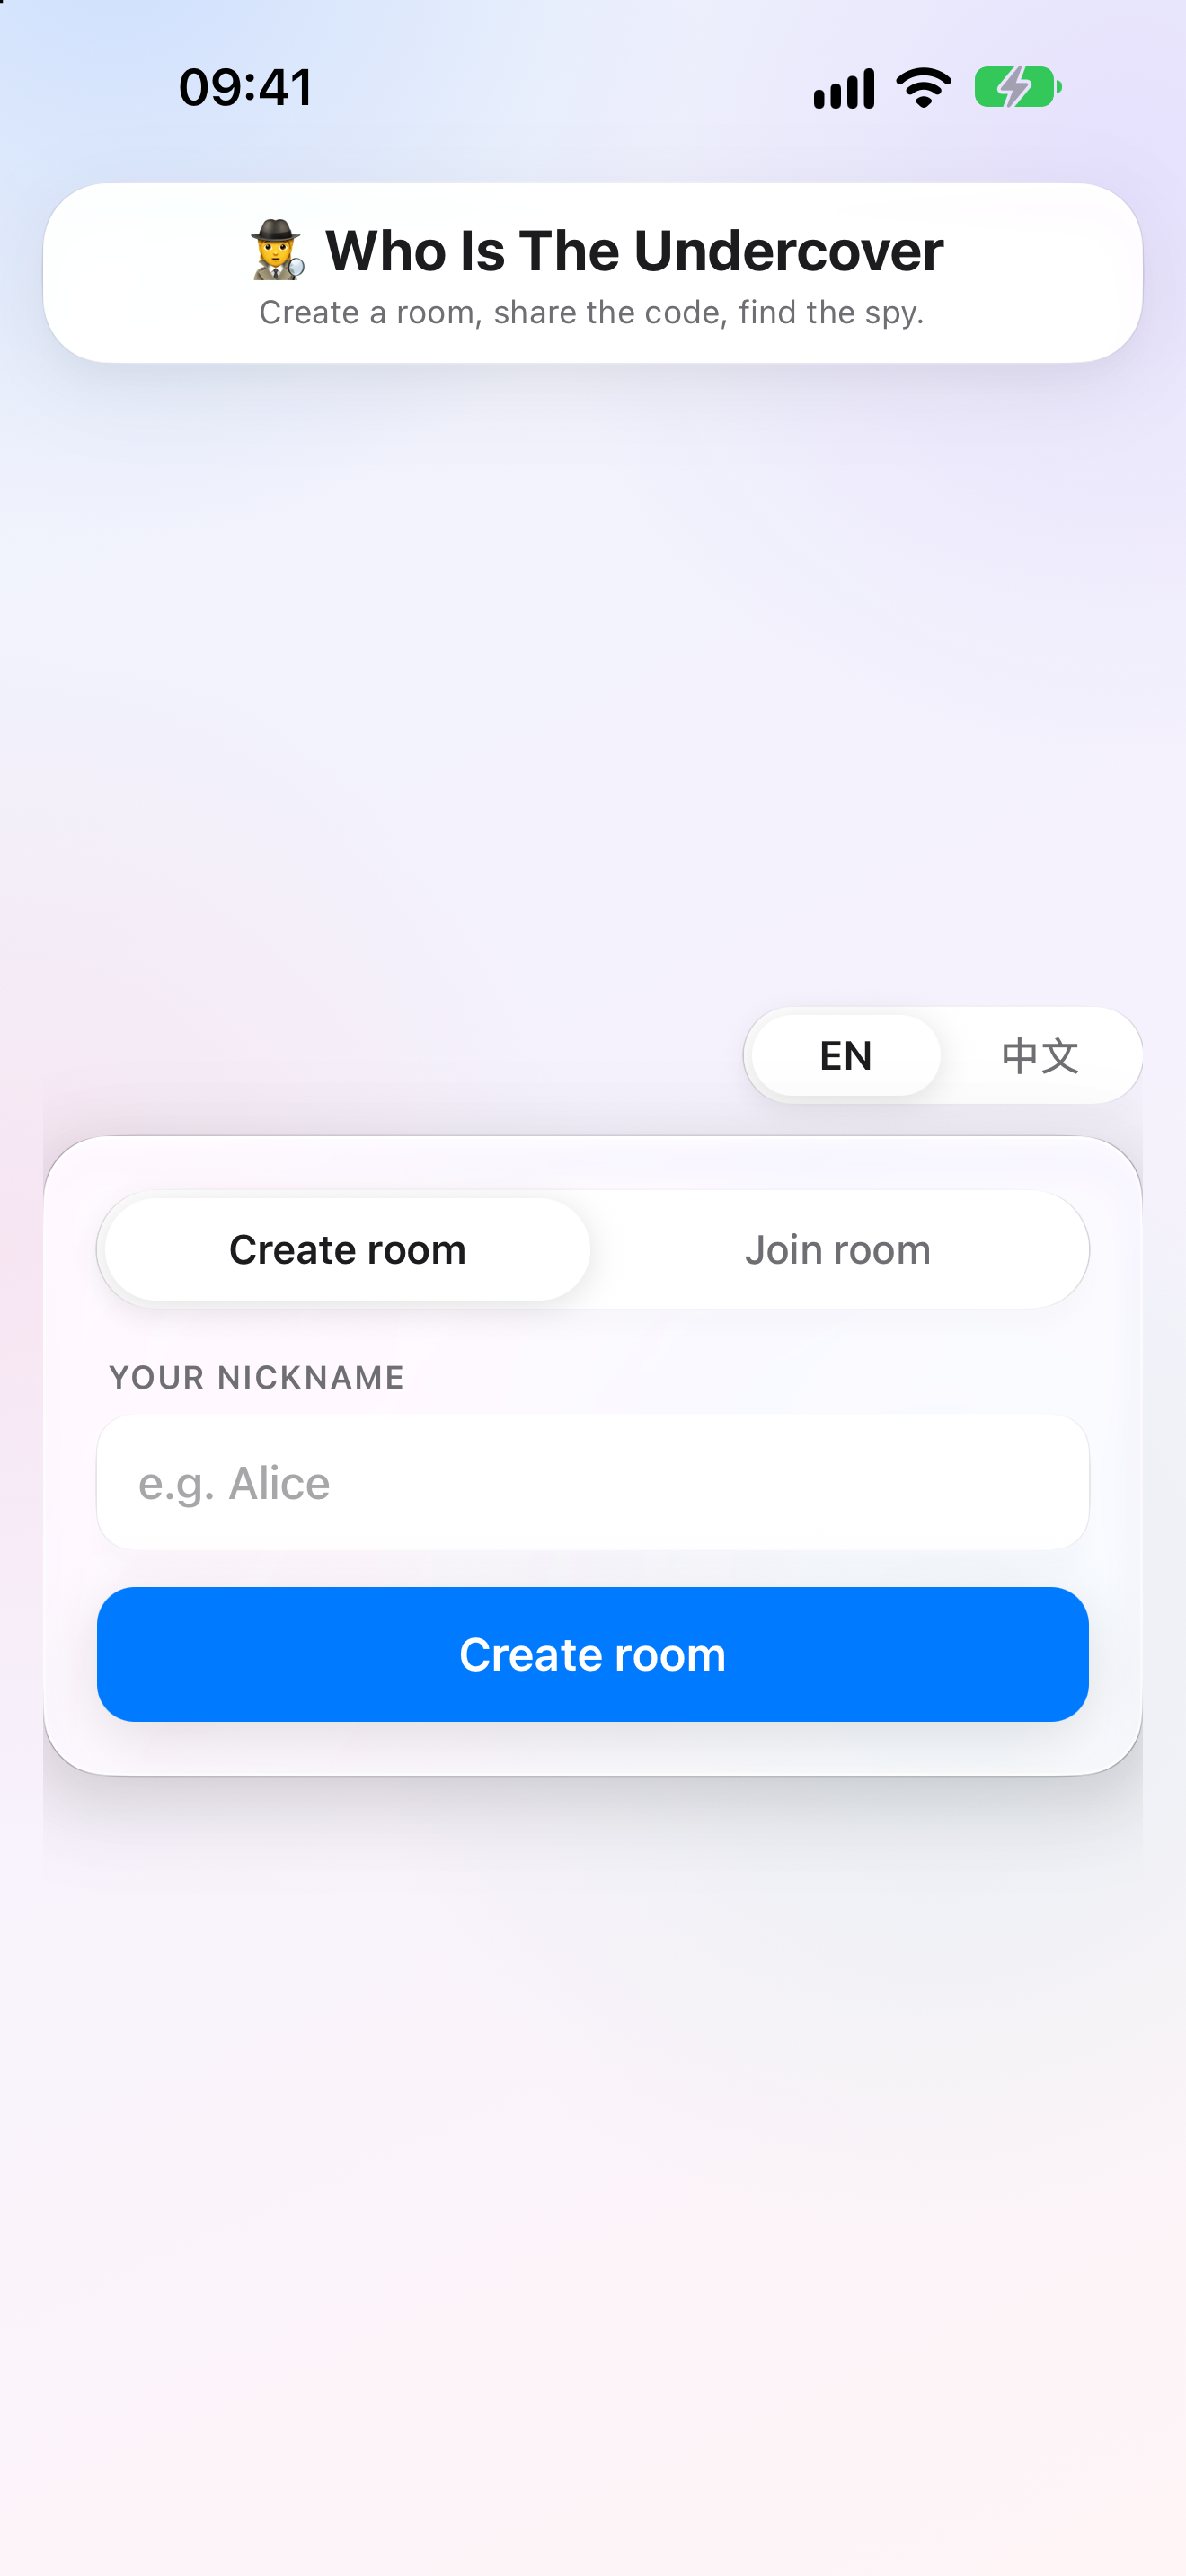 09:41
Who Is The Undercover
Create a room, share the code, find the spy.
EN 中文
Create room Join room
YOUR NICKNAME
e.g. Alice
Create room